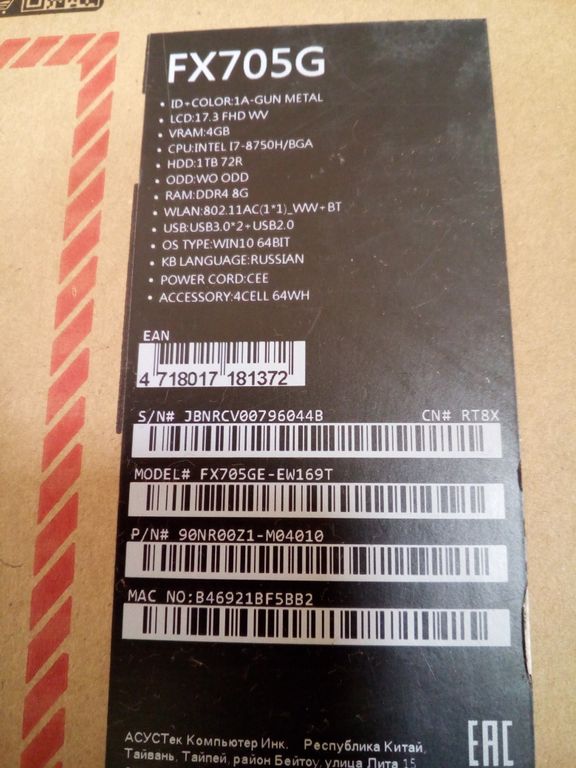 FX705G
• ID+COLOR:1A-GUN METAL
• LCD:17.3 FHD WV
• VRAM:4GB
• CPU:INTEL I7-8750H/BGA
• HDD:1TB 72R
• ODD:WO ODD
• RAM:DDR4 8G
• WLAN:802.11AC(1*1)_WW+BT
• USB:USB3.0*2+USB2.0
• OS TYPE:WIN10 64BIT
• KB LANGUAGE:RUSSIAN
• POWER CORD:CEE
• ACCESSORY:4CELL 64WH
EAN
4 718017 181372
S/N# JBNRCV00796044B CN# RT8X
MODEL# FX705GE-EW169T
P/N# 90NR00Z1-M04010
MAC NO:B46921BF5BB2
АСУСТек Компьютер Инк. Республика Китай,
Тайвань, Тайпей, район Бейтоу, улица Лита 15
EAC